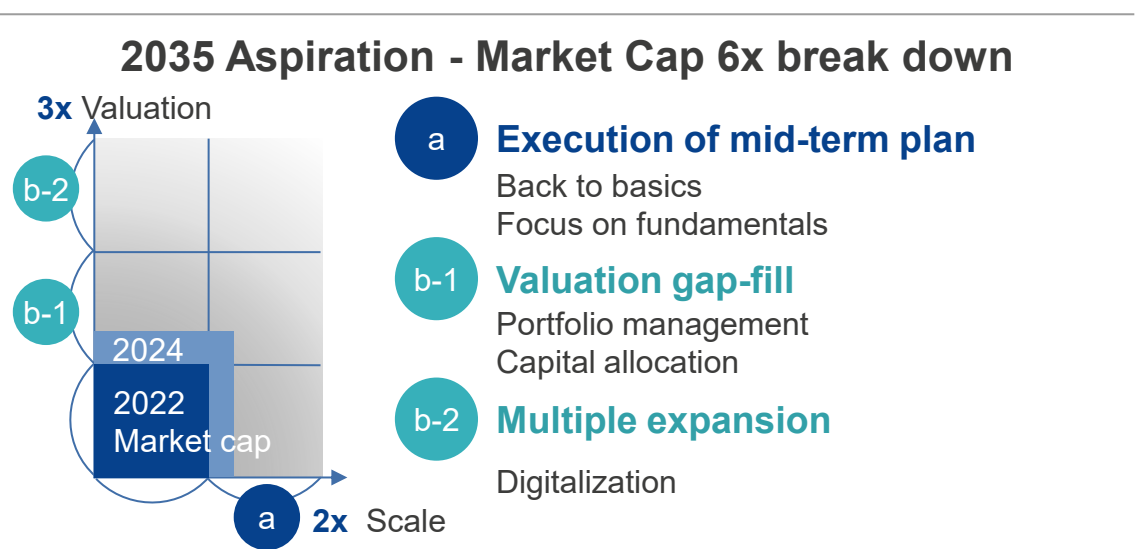 2035 Aspiration - Market Cap 6x break down
3x Valuation
b-2
b-1
2024
2022
Market cap
a
2x Scale
a
Execution of mid-term plan
Back to basics
Focus on fundamentals
b-1
Valuation gap-fill
Portfolio management
Capital allocation
b-2
Multiple expansion
Digitalization